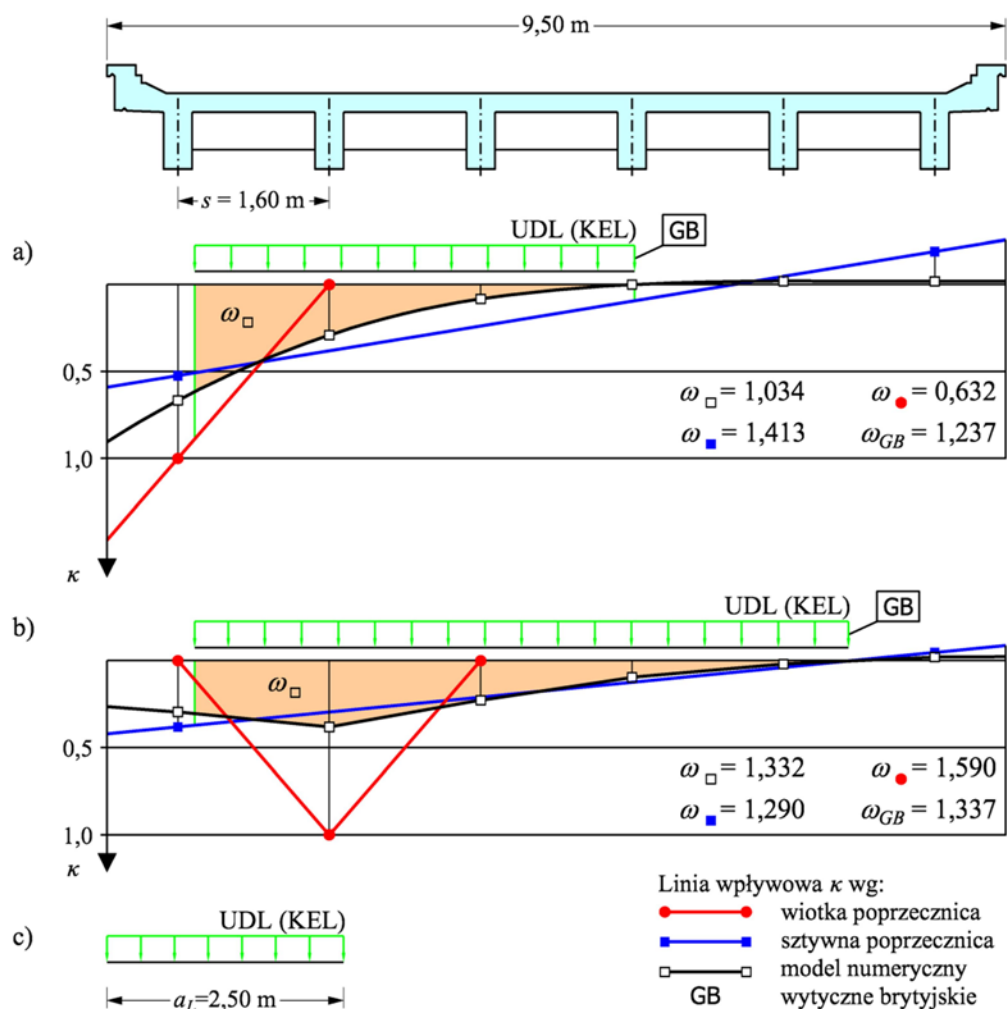 9,50 m
s = 1,60 m
a)
UDL (KEL)
GB
ω□
0,5
ω□ = 1,034
ω● = 0,632
ω■ = 1,413
ωGB = 1,237
1,0
κ
b)
UDL (KEL)
GB
ω□
0,5
ω□ = 1,332
ω● = 1,590
ω■ = 1,290
ωGB = 1,337
1,0
κ
Linia wpływowa κ wg:
wiotka poprzecznica
sztywna poprzecznica
model numeryczny
GB wytyczne brytyjskie
c)
UDL (KEL)
aL=2,50 m